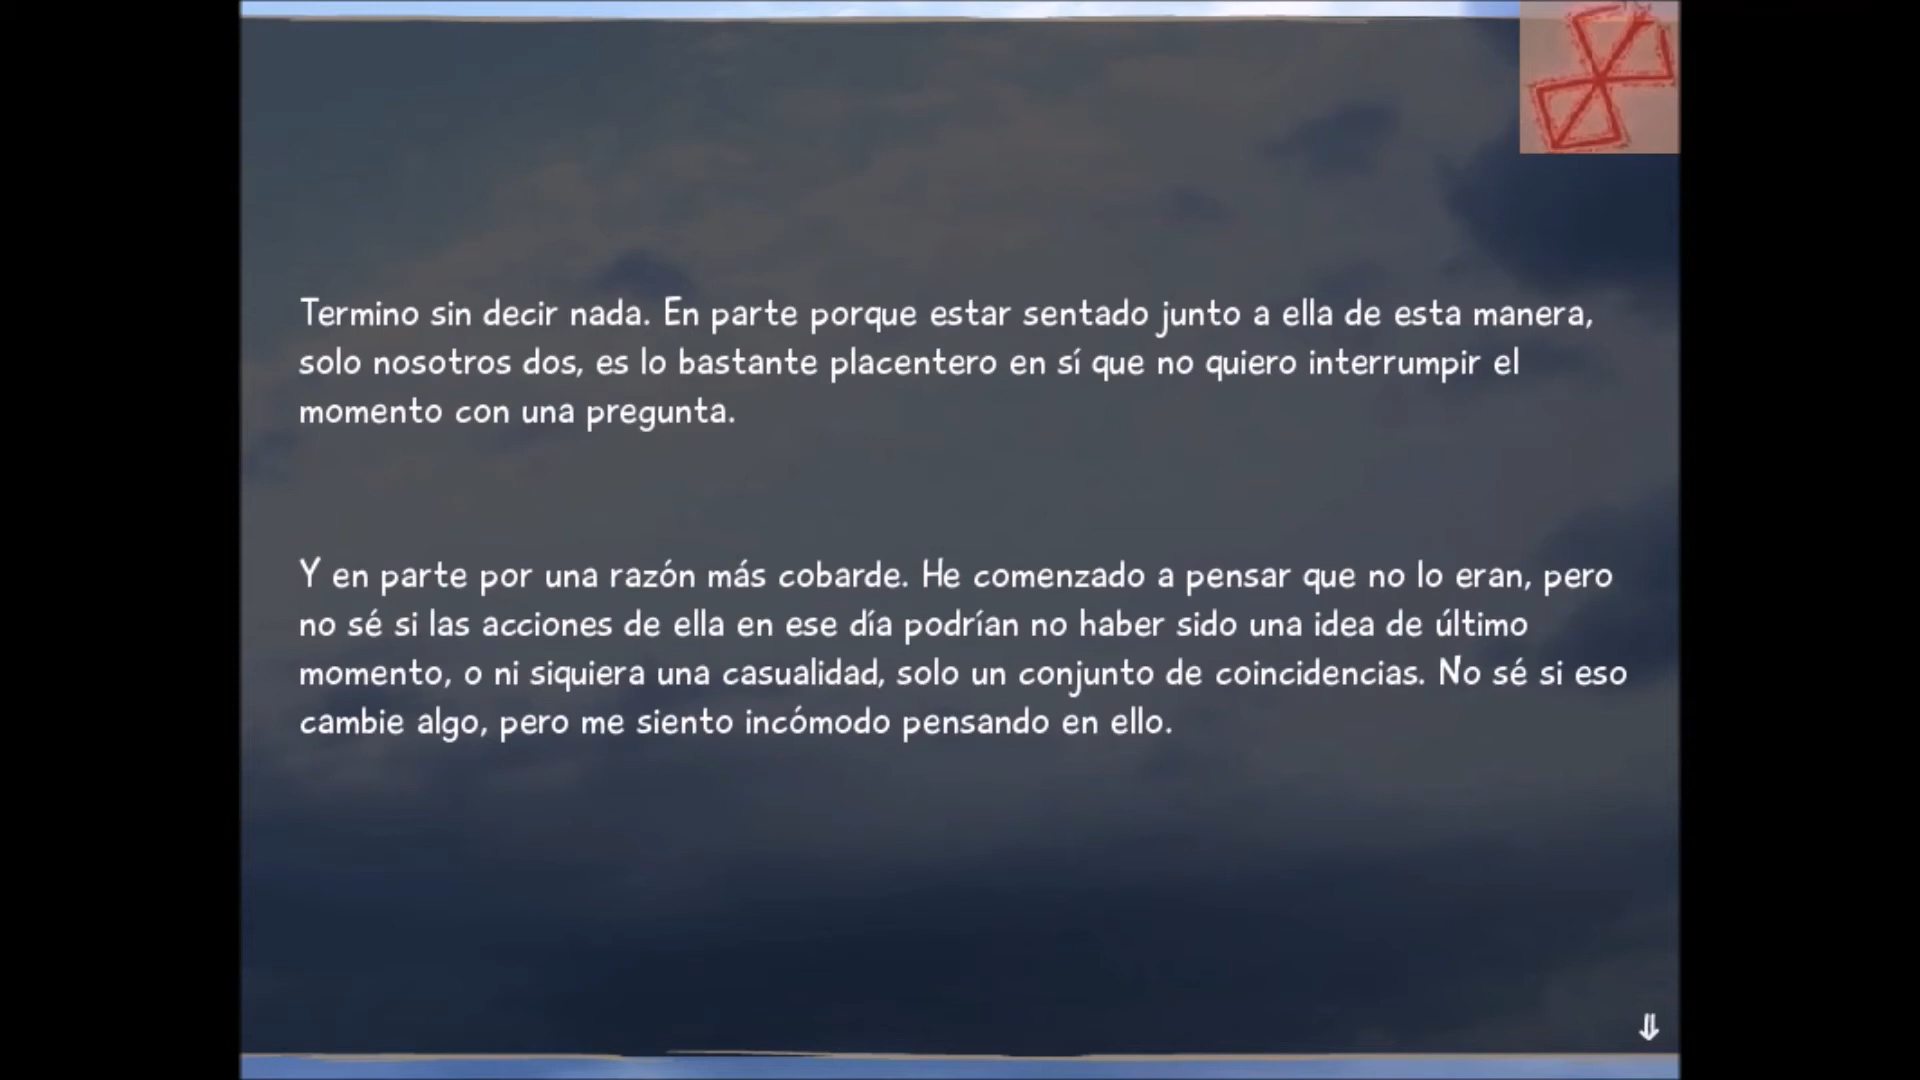 Termino sin decir nada. En parte porque estar sentado junto a ella de esta manera,
solo nosotros dos, es lo bastante placentero en sí que no quiero interrumpir el
momento con una pregunta.
Y en parte por una razón más cobarde. He comenzado a pensar que no lo eran, pero
no sé si las acciones de ella en ese día podrían no haber sido una idea de último
momento, o ni siquiera una casualidad, solo un conjunto de coincidencias. No sé si eso
cambie algo, pero me siento incómodo pensando en ello.